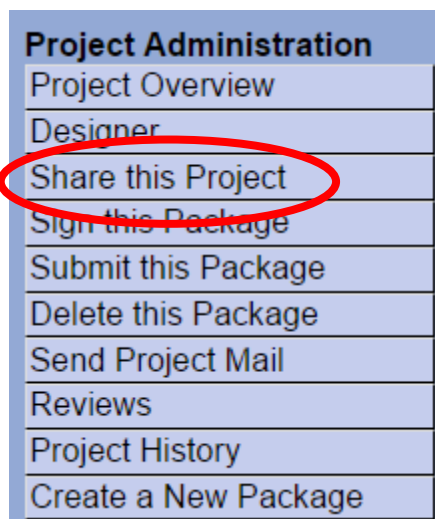 Project Administration
Project Overview
Designer
Share this Project
Sign this Package
Submit this Package
Delete this Package
Send Project Mail
Reviews
Project History
Create a New Package